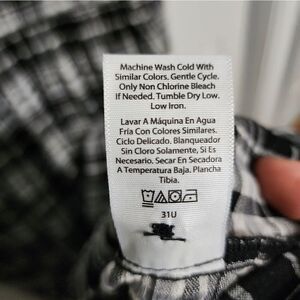 Machine Wash Cold With
Similar Colors. Gentle Cycle.
Only Non Chlorine Bleach
If Needed. Tumble Dry Low.
Low Iron.
Lavar A Máquina En Agua
Fría Con Colores Similares.
Ciclo Delicado. Blanqueador
Sin Cloro Solamente, Si Es
Necesario. Secar En Secadora
A Temperatura Baja. Plancha
Tibia.
31U